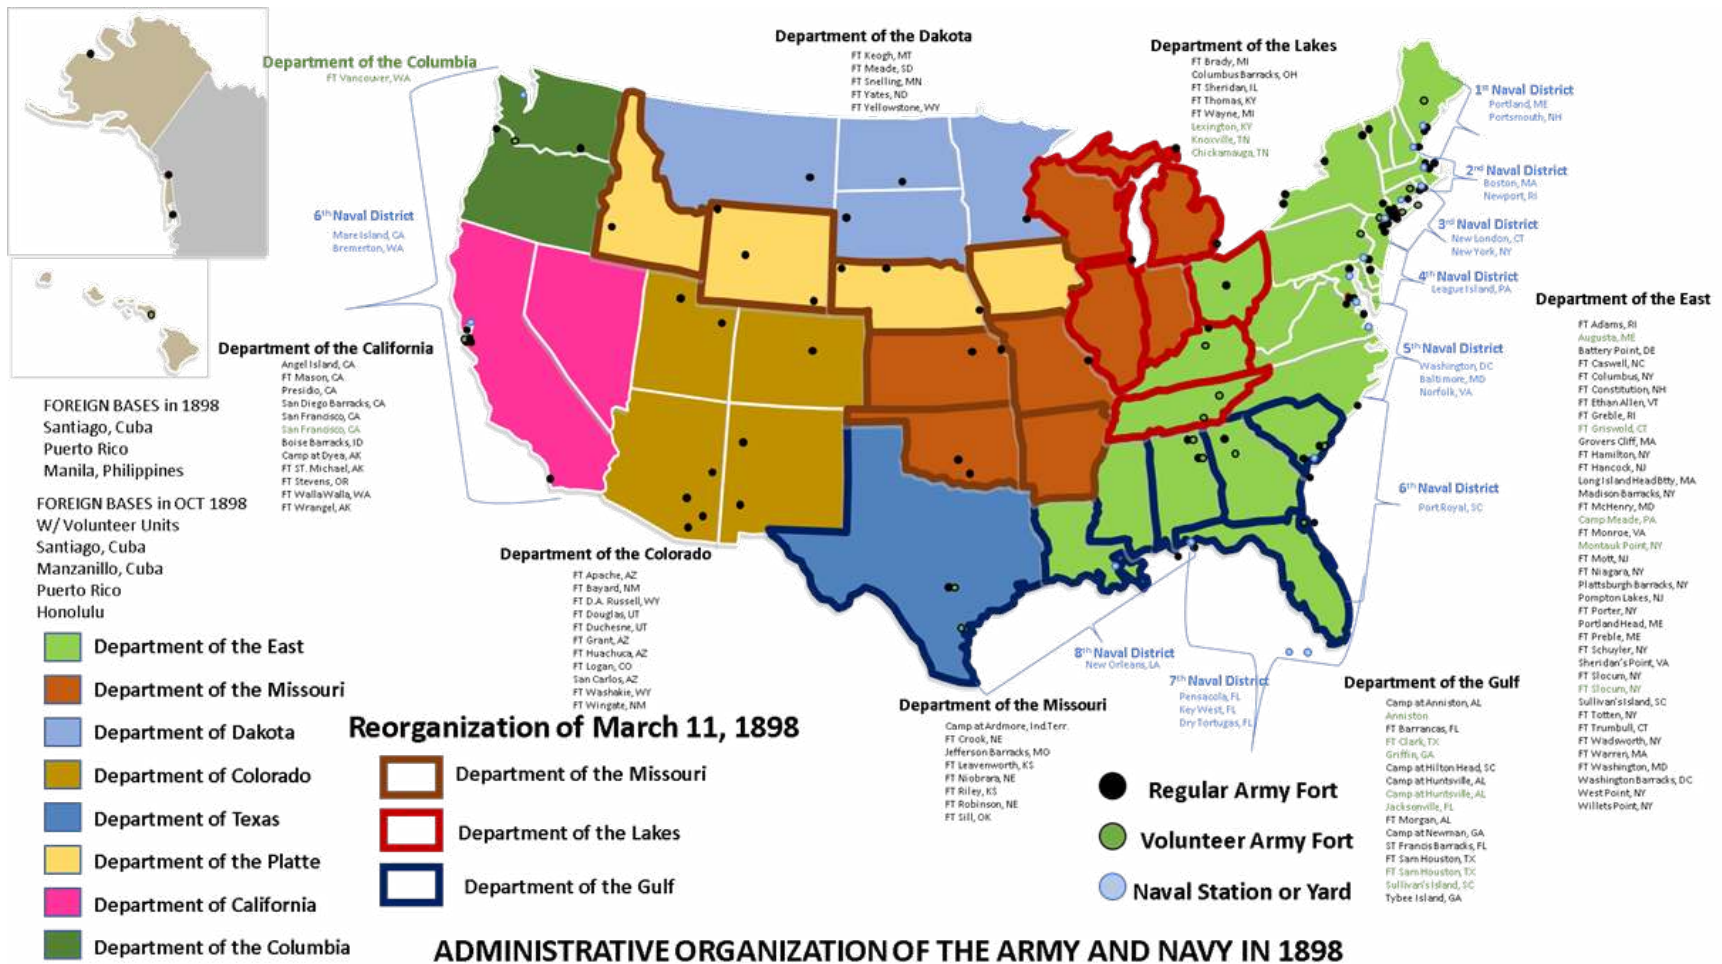 Department of the Columbia
FT Vancouver, WA
Department of the Dakota
FT Keogh, MT
FT Meade, SD
FT Snelling, MN
FT Yates, ND
FT Yellowstone, WY
Department of the Lakes
FT Brady, MI
Columbus Barracks, OH
FT Sheridan, IL
FT Thomas, KY
FT Wayne, MI
Lexington, KY
Knoxville, TN
Chickamauga, TN
1st Naval District
Portland, ME
Portsmouth, NH
2nd Naval District
Boston, MA
Newport, RI
3rd Naval District
New London, CT
New York, NY
4th Naval District
League Island, PA
5th Naval District
Washington, DC
Baltimore, MD
Norfolk, VA
6th Naval District
Port Royal, SC
6th Naval District
Mare Island, CA
Bremerton, WA
Department of the California
Angel Island, CA
FT Mason, CA
Presidio, CA
San Diego Barracks, CA
San Francisco, CA
San Francisco, CA
Boise Barracks, ID
Camp at Dyea, AK
FT ST. Michael, AK
FT Stevens, OR
FT Walla Walla, WA
FT Wrangel, AK
FOREIGN BASES in 1898
Santiago, Cuba
Puerto Rico
Manila, Philippines
FOREIGN BASES in OCT 1898
W/ Volunteer Units
Santiago, Cuba
Manzanillo, Cuba
Puerto Rico
Honolulu
Department of the East
Department of the Missouri
Department of Dakota
Department of Colorado
Department of Texas
Department of the Platte
Department of California
Department of the Columbia
Department of the Colorado
FT Apache, AZ
FT Bayard, NM
FT D.A. Russell, WY
FT Douglas, UT
FT Duchesne, UT
FT Grant, AZ
FT Huachuca, AZ
FT Logan, CO
San Carlos, AZ
FT Washakie, WY
FT Wingate, NM
Reorganization of March 11, 1898
Department of the Missouri
Department of the Lakes
Department of the Gulf
Department of the Missouri
Camp at Ardmore, Ind.Terr.
FT Crook, NE
Jefferson Barracks, MO
FT Leavenworth, KS
FT Niobrara, NE
FT Riley, KS
FT Robinson, NE
FT Sill, OK
8th Naval District
New Orleans, LA
7th Naval District
Pensacola, FL
Key West, FL
Dry Tortugas, FL
Regular Army Fort
Volunteer Army Fort
Naval Station or Yard
Department of the Gulf
Camp at Anniston, AL
Anniston
FT Barrancas, FL
FT Clark, TX
Griffin, GA
Camp at Hilton Head, SC
Camp at Huntsville, AL
Camp at Huntsville, AL
Jacksonville, FL
FT Morgan, AL
Camp at Newman, GA
ST Francis Barracks, FL
FT Sam Houston, TX
FT Sam Houston, TX
Sullivan's Island, SC
Tybee Island, GA
Department of the East
FT Adams, RI
Augusta, ME
Battery Point, DE
FT Caswell, NC
FT Columbus, NY
FT Constitution, NH
FT Ethan Allen, VT
FT Greble, RI
FT Griswold, CT
Grovers Cliff, MA
FT Hamilton, NY
FT Hancock, NJ
Long Island Head Btty, MA
Madison Barracks, NY
FT McHenry, MD
Camp Meade, PA
FT Monroe, VA
Montauk Point, NY
FT Mott, NJ
FT Niagara, NY
Plattsburgh Barracks, NY
Pompton Lakes, NJ
FT Porter, NY
Portland Head, ME
FT Preble, ME
FT Schuyler, NY
Sheridan's Point, VA
FT Slocum, NY
FT Slocum, NY
Sullivan's Island, SC
FT Totten, NY
FT Trumbull, CT
FT Wadsworth, NY
FT Warren, MA
FT Washington, MD
Washington Barracks, DC
West Point, NY
Willets Point, NY
ADMINISTRATIVE ORGANIZATION OF THE ARMY AND NAVY IN 1898